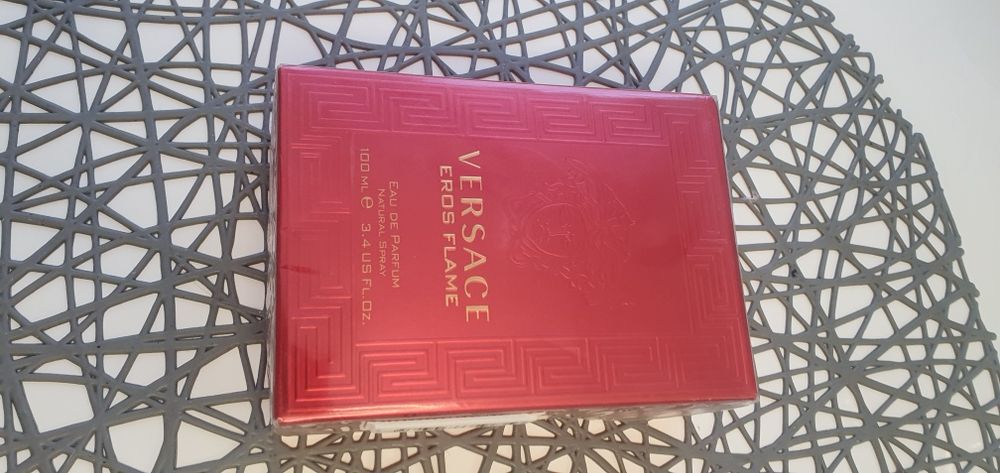 VERSACE
EROS FLAME
EAU DE PARFUM
NATURAL SPRAY
100 ML e 3.4 US FL.OZ.